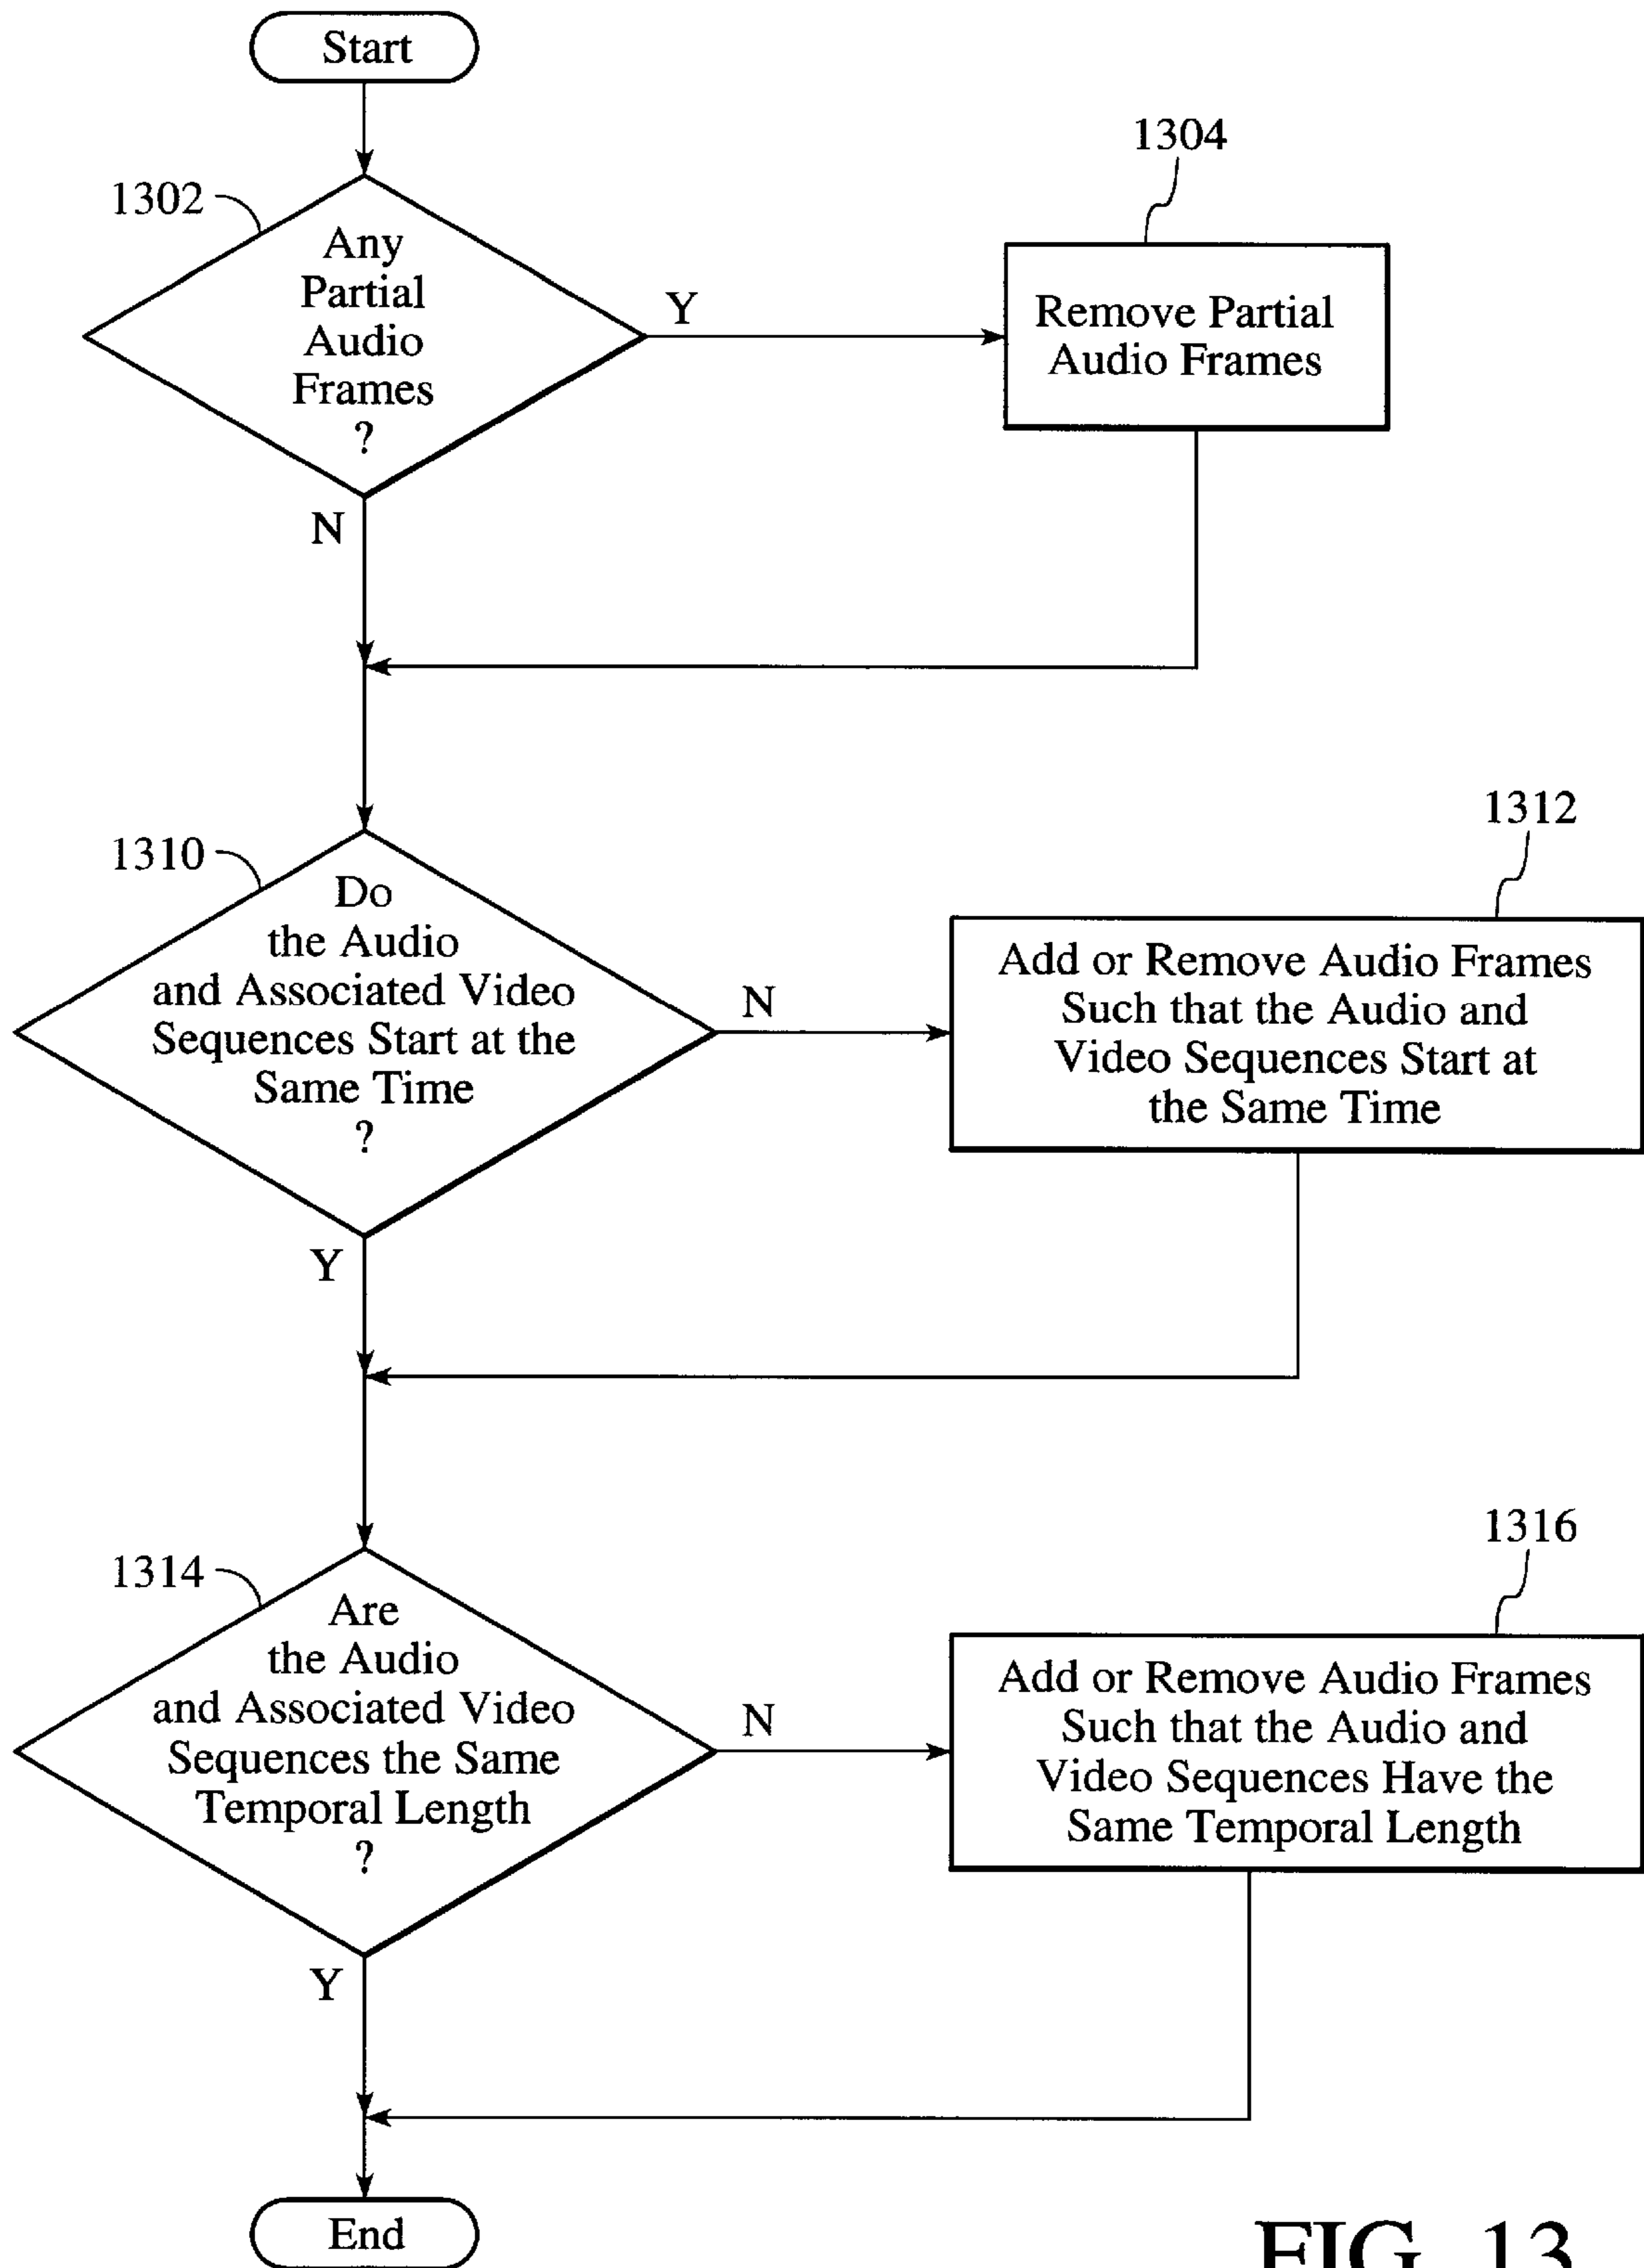 Start
1302
Any
Partial
Audio
Frames
?
Y
1304
Remove Partial
Audio Frames
N
1310
Do
the Audio
and Associated Video
Sequences Start at the
Same Time
?
N
1312
Add or Remove Audio Frames
Such that the Audio and
Video Sequences Start at
the Same Time
Y
1314
Are
the Audio
and Associated Video
Sequences the Same
Temporal Length
?
N
1316
Add or Remove Audio Frames
Such that the Audio and
Video Sequences Have the
Same Temporal Length
Y
End
FIG. 13